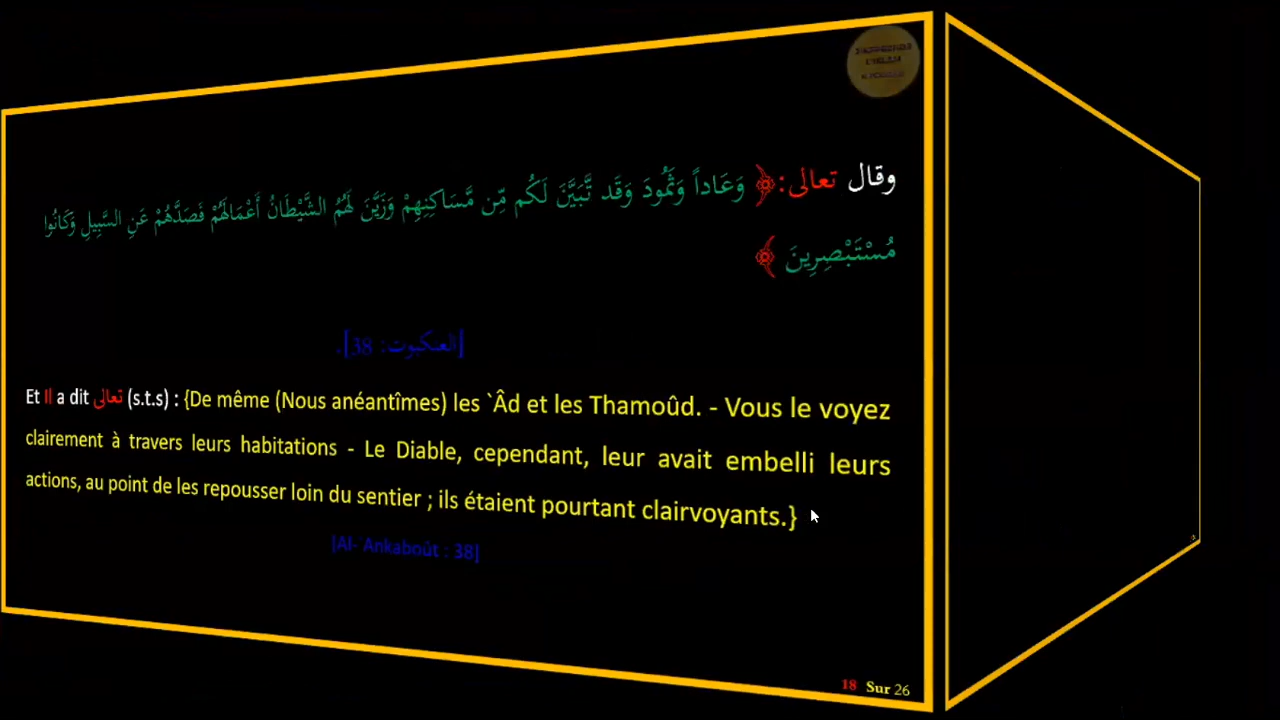 وقال تعالى: ﴿ وَعَاداً وَثَمُودَ وَقَد تَّبَيَّنَ لَكُم مِّن مَّسَاكِنِهِمْ وَزَيَّنَ لَهُمُ الشَّيْطَانُ أَعْمَالَهُمْ فَصَدَّهُمْ عَنِ السَّبِيلِ وَكَانُوا
مُسْتَبْصِرِينَ ﴾
[العنكبوت: 38].
Et Il a dit تعالى (s.t.s) : {De même (Nous anéantîmes) les `Âd et les Thamoûd. - Vous le voyez
clairement à travers leurs habitations - Le Diable, cependant, leur avait embelli leurs
actions, au point de les repousser loin du sentier ; ils étaient pourtant clairvoyants.}
[Al-`Ankaboût : 38]
18 Sur 26